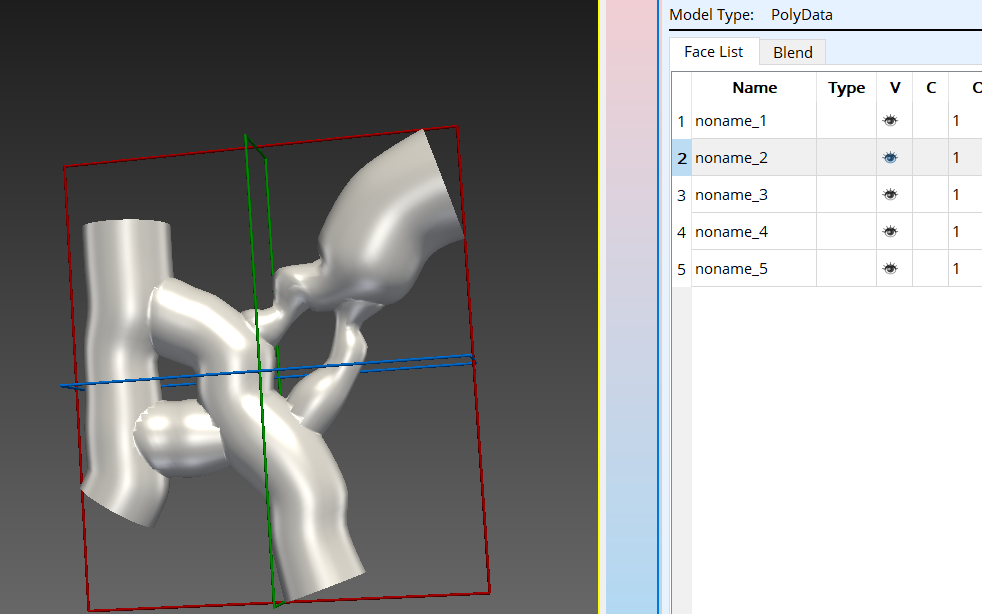 Model Type: PolyData
Face List Blend
Name Type V C
1 noname_1 1
2 noname_2 1
3 noname_3 1
4 noname_4 1
5 noname_5 1